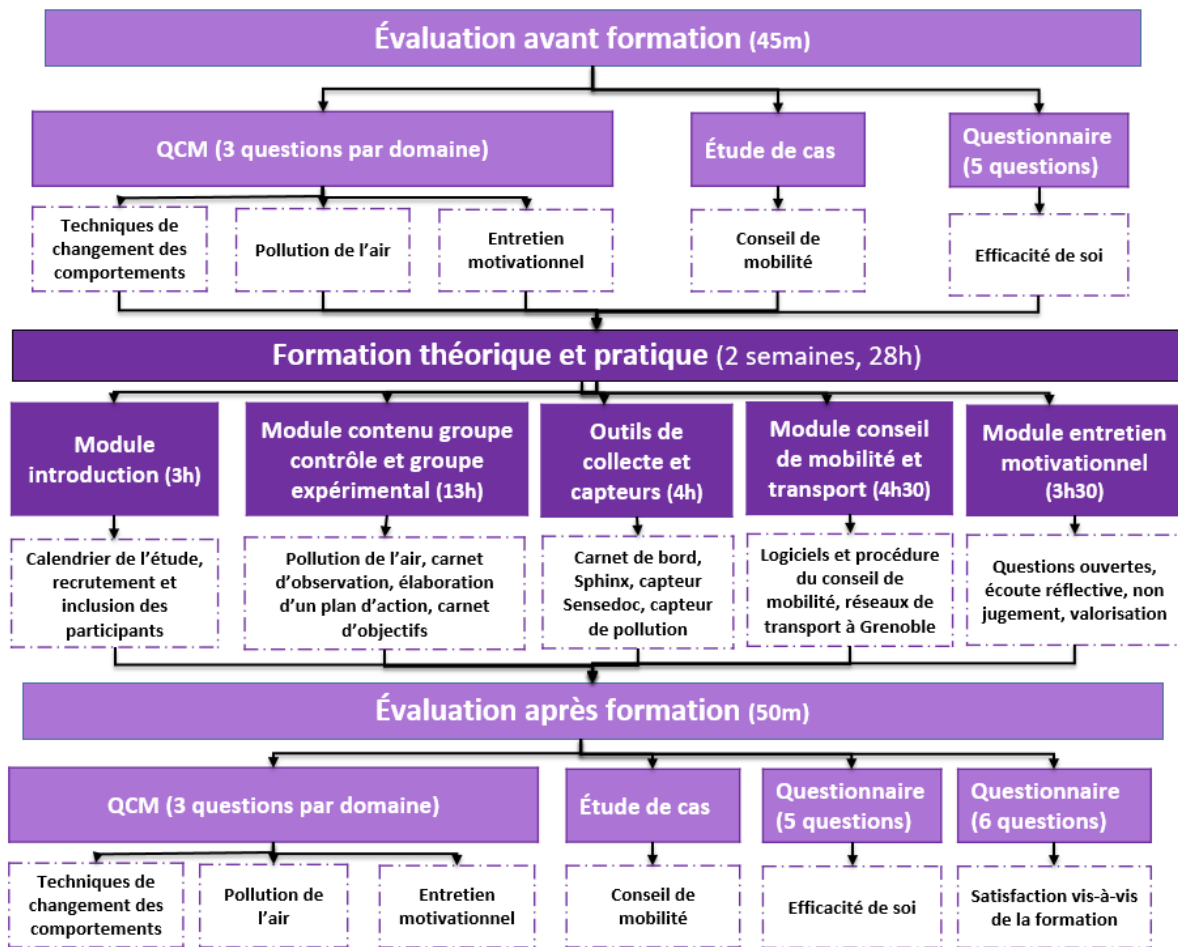 Évaluation avant formation (45m)
QCM (3 questions par domaine)
Étude de cas
Questionnaire
(5 questions)
Techniques de
changement des
comportements
Pollution de l'air
Entretien
motivationnel
Conseil de
mobilité
Efficacité de soi
Formation théorique et pratique (2 semaines, 28h)
Module
introduction (3h)
Module contenu groupe
contrôle et groupe
expérimental (13h)
Outils de
collecte et
capteurs (4h)
Module conseil
de mobilité et
transport (4h30)
Module entretien
motivationnel
(3h30)
Calendrier de l'étude,
recrutement et
inclusion des
participants
Pollution de l'air, carnet
d'observation, élaboration
d'un plan d'action, carnet
d'objectifs
Carnet de bord,
Sphinx, capteur
Sensedoc, capteur
de pollution
Logiciels et procédure
du conseil de
mobilité, réseaux de
transport à Grenoble
Questions ouvertes,
écoute réflective, non
jugement, valorisation
Évaluation après formation (50m)
QCM (3 questions par domaine)
Étude de cas
Questionnaire
(5 questions)
Questionnaire
(6 questions)
Techniques de
changement des
comportements
Pollution de
l'air
Entretien
motivationnel
Conseil de
mobilité
Efficacité de soi
Satisfaction vis-à-vis
de la formation